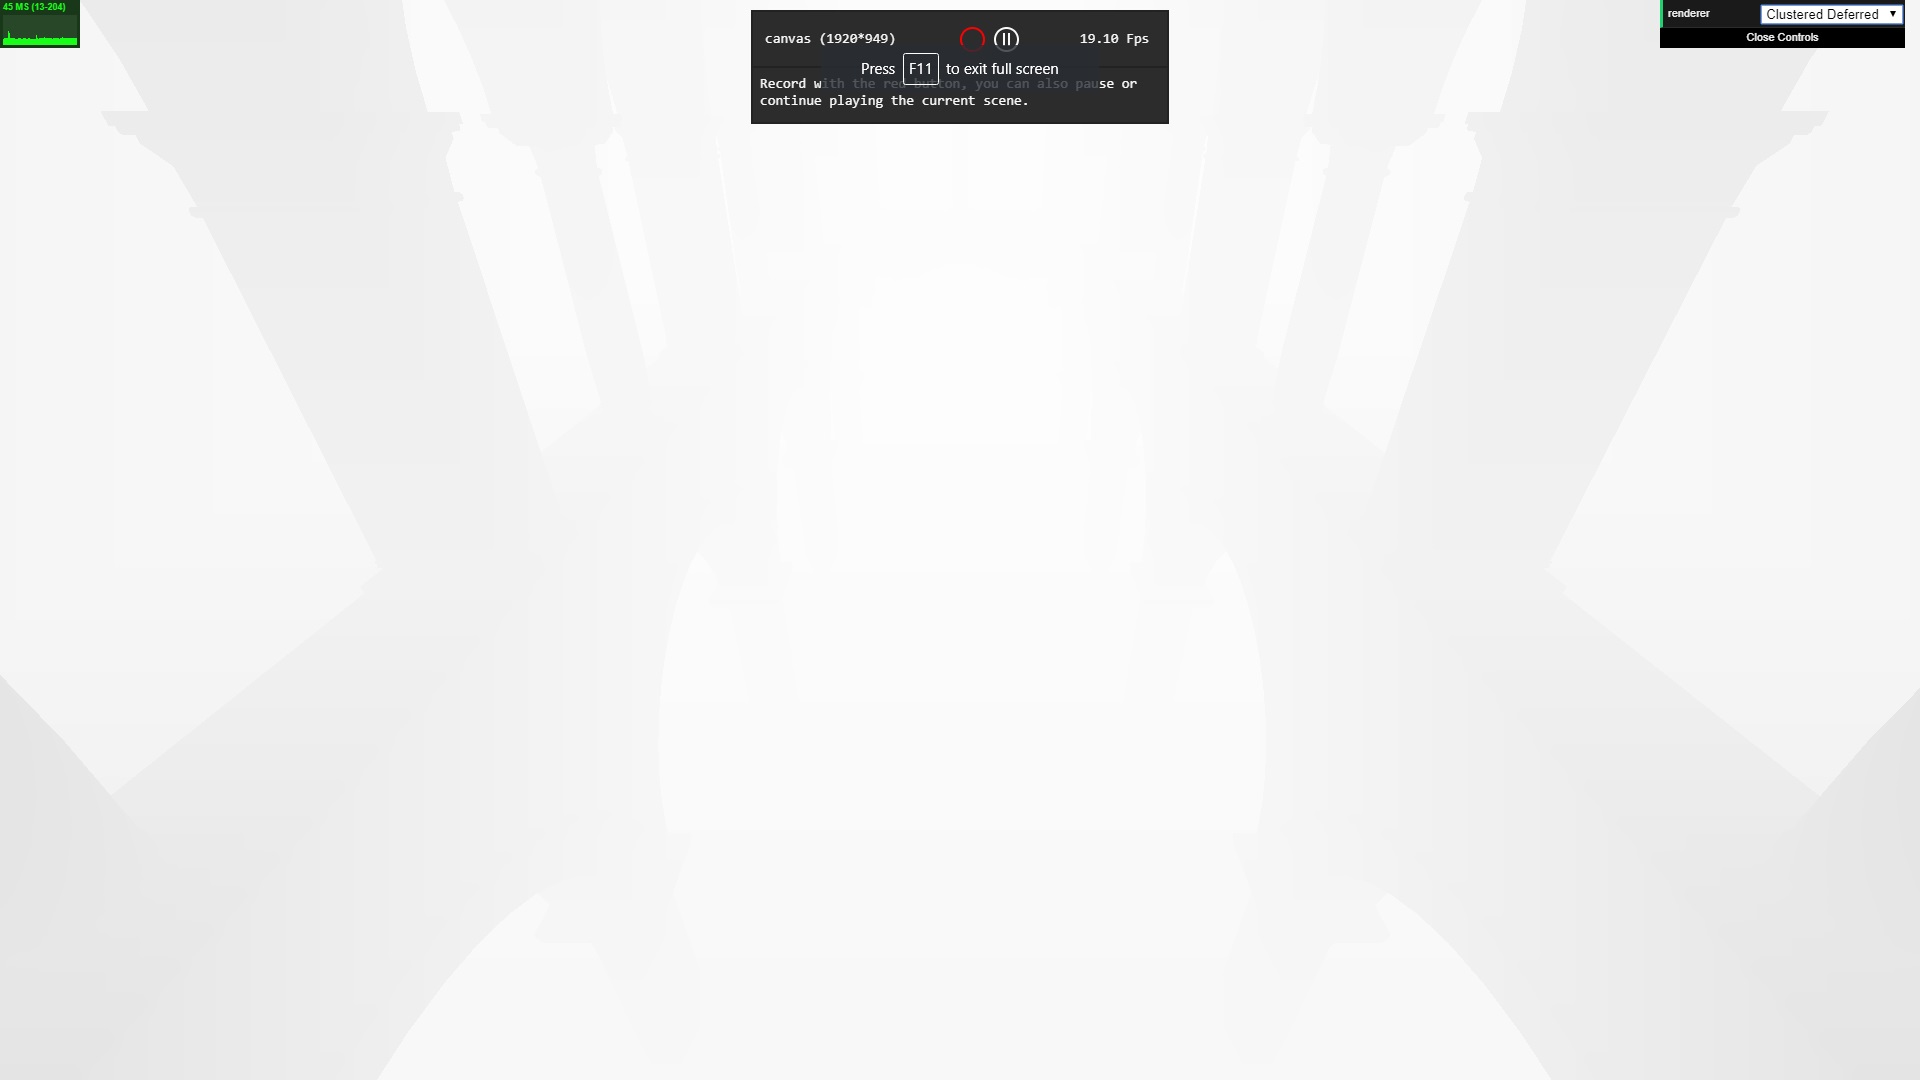 45 MS (13-204)
canvas (1920*949)
19.10 Fps
Press F11 to exit full screen
Record with the red button, you can also pause or
continue playing the current scene.
renderer
Clustered Deferred
Close Controls